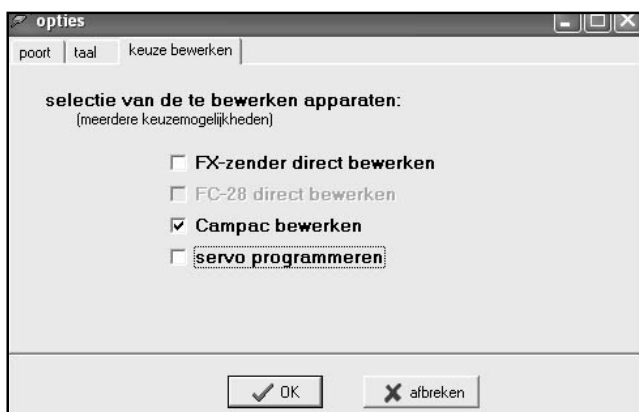 opties
poort taal keuze bewerken
selectie van de te bewerken apparaten:
(meerdere keuzemogelijkheden)
FX-zender direct bewerken
FC-28 direct bewerken
Campac bewerken
servo programmeren
OK afbreken